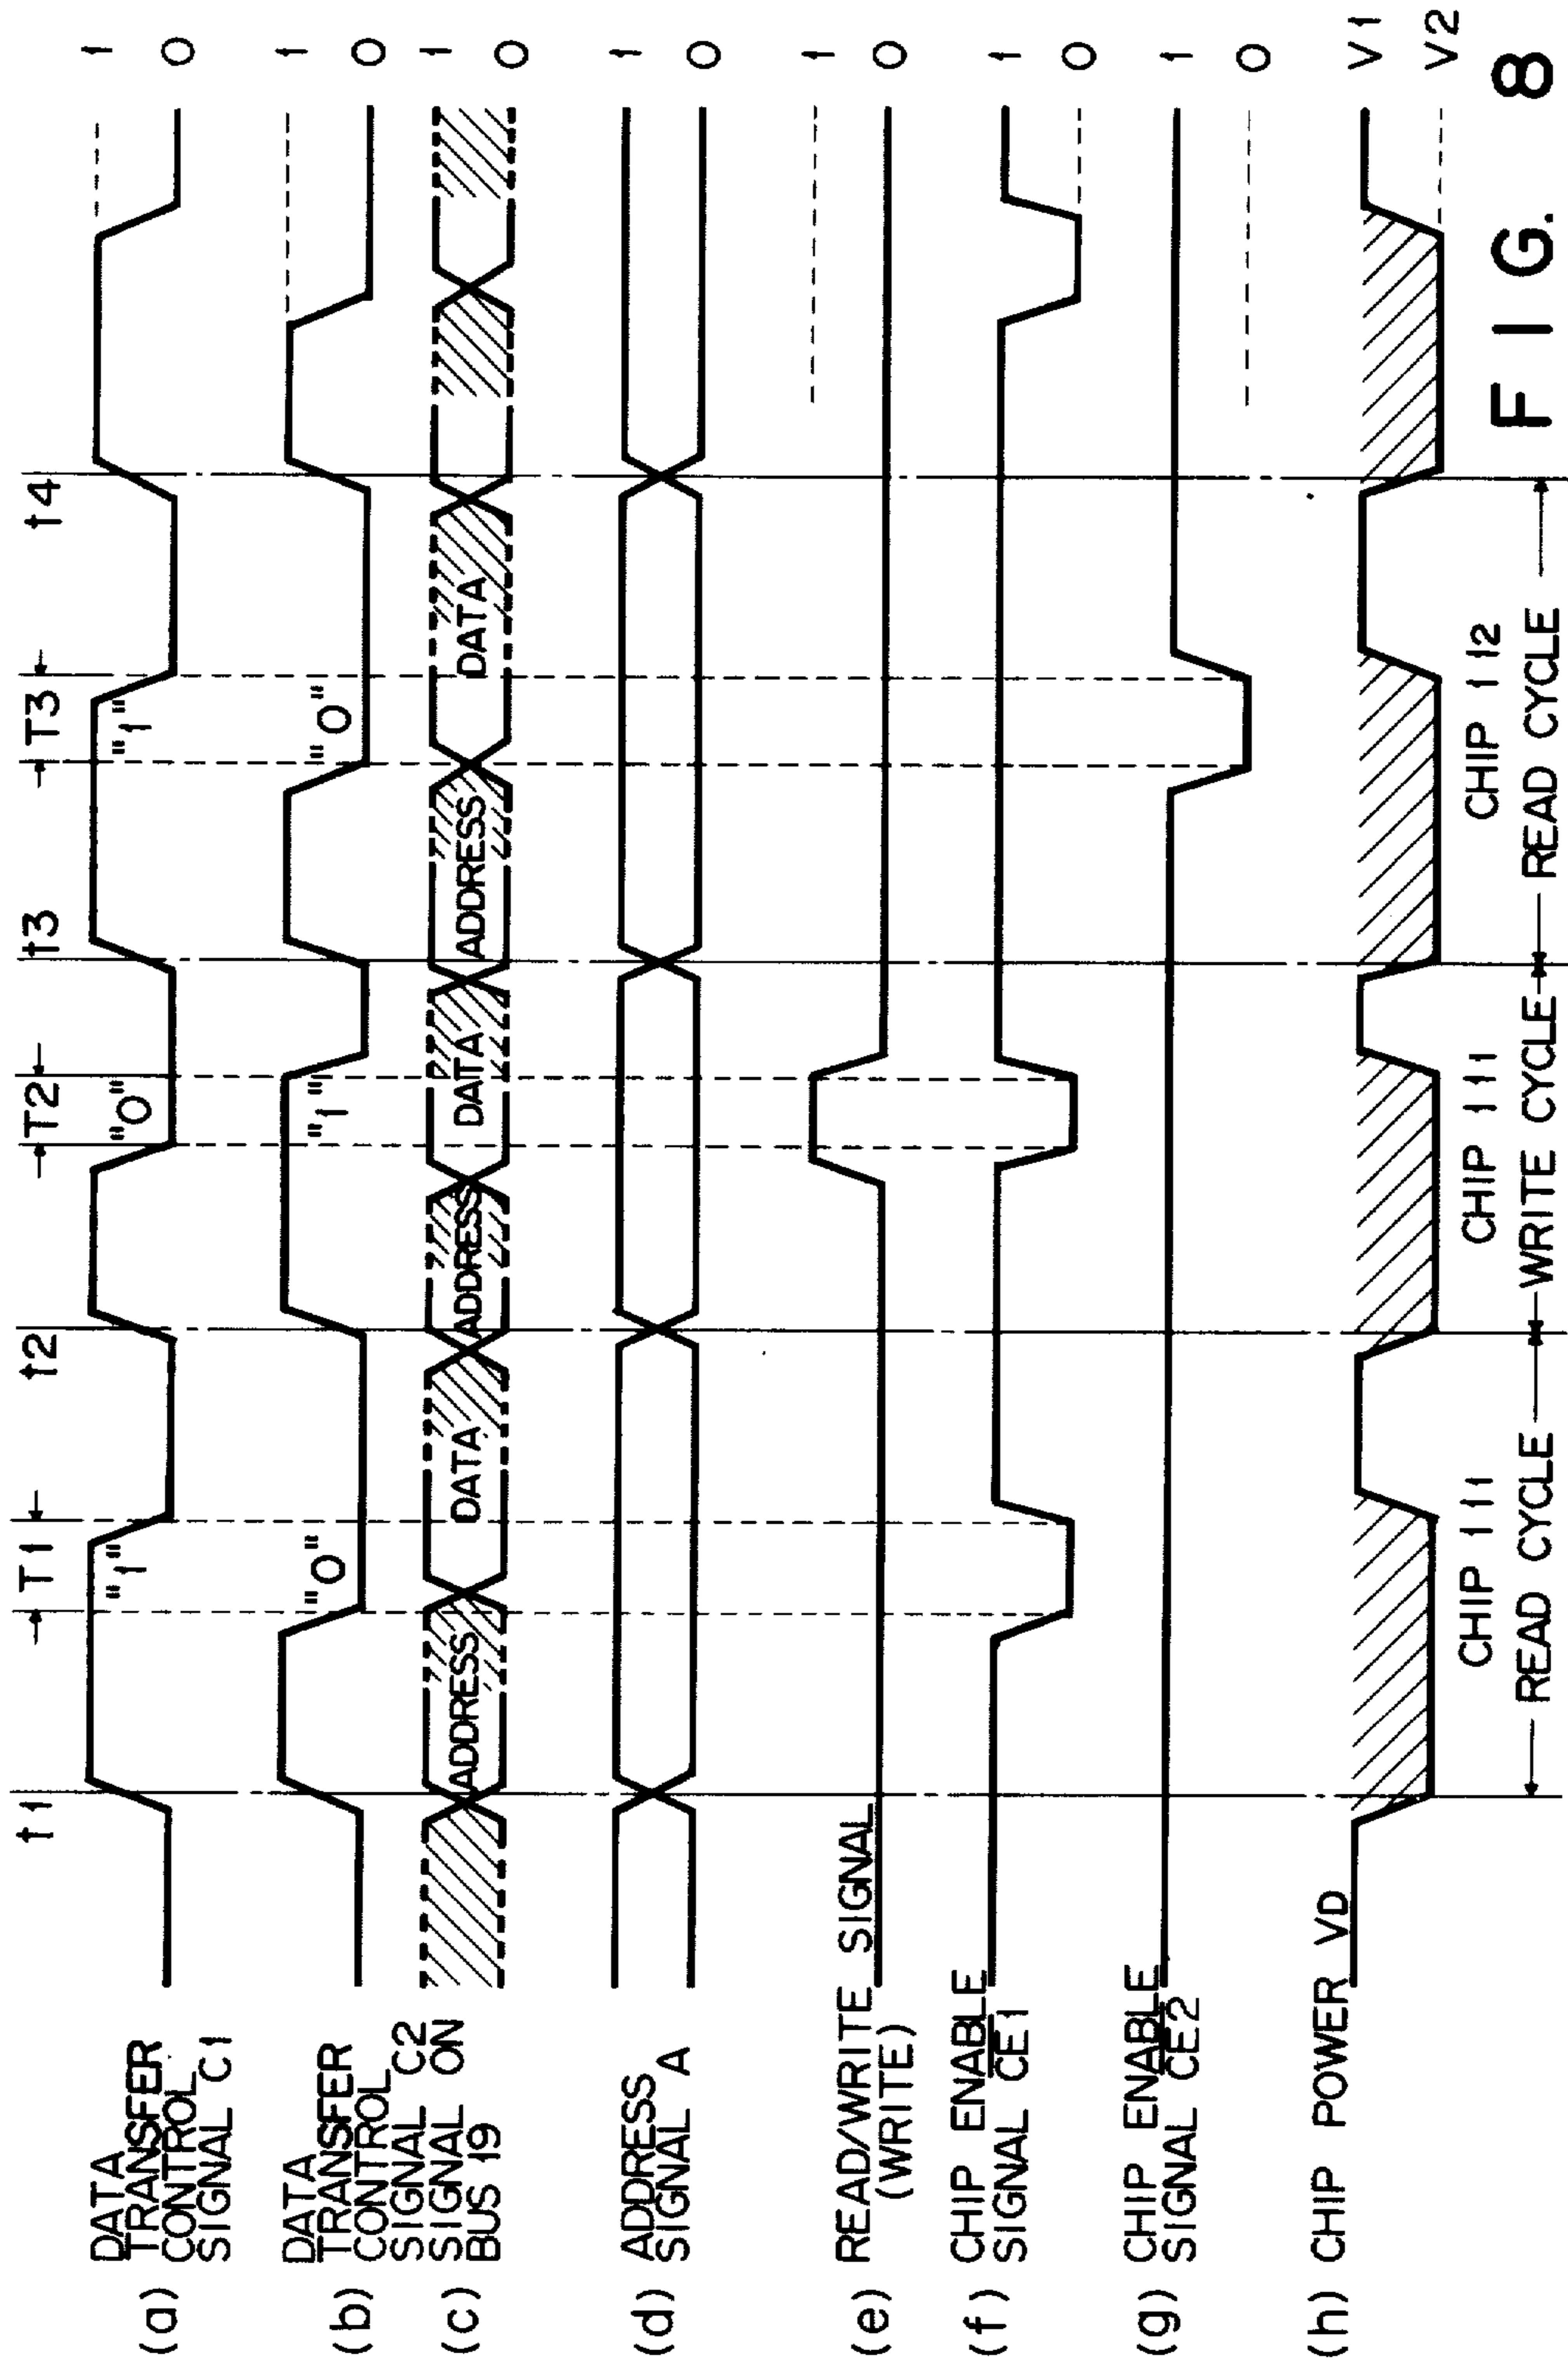 t1 T1 t2 T2 t3 T3 t4
(a) DATA
TRANSFER
CONTROL
SIGNAL C1
"1" "0" "1"
1
0
(b) DATA
TRANSFER
CONTROL
SIGNAL C2
"0" "1" "0"
1
0
(c) SIGNAL ON
BUS 19
ADDRESS DATA ADDRESS DATA ADDRESS DATA
1
0
(d) ADDRESS
SIGNAL A
1
0
(e) READ/WRITE SIGNAL
(WRITE)
1
0
(f) CHIP ENABLE
SIGNAL C̅E̅1
1
0
(g) CHIP ENABLE
SIGNAL C̅E̅2
1
0
(h) CHIP POWER VD
V1
V2
CHIP 111 CHIP 111 CHIP 112
READ CYCLE WRITE CYCLE READ CYCLE
FIG. 8